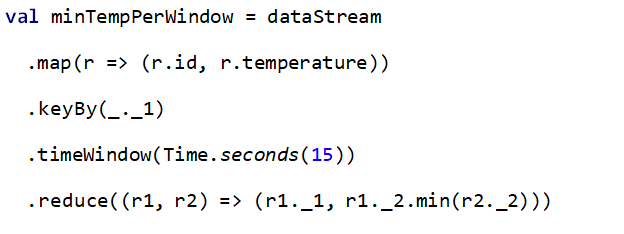 val minTempPerWindow = dataStream
.map(r => (r.id, r.temperature))
.keyBy(_._1)
.timeWindow(Time.seconds(15))
.reduce((r1, r2) => (r1._1, r1._2.min(r2._2)))